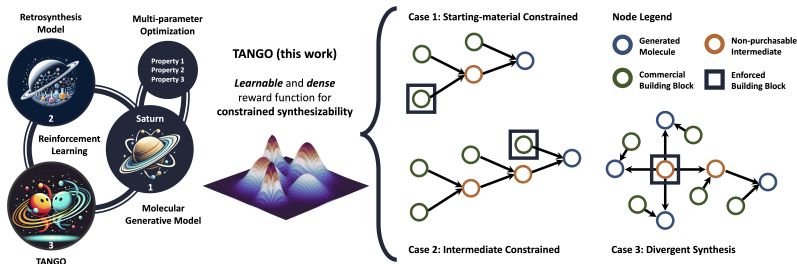 Retrosynthesis
Model
Multi-parameter
Optimization
Property 1
Property 2
Property 3
2
Saturn
Reinforcement
Learning
1
Molecular
Generative Model
3
TANGO
TANGO (this work)
Learnable and dense
reward function for
constrained synthesizability
Case 1: Starting-material Constrained
Case 2: Intermediate Constrained
Node Legend
Generated
Molecule
Non-purchasable
Intermediate
Commercial
Building Block
Enforced
Building Block
Case 3: Divergent Synthesis